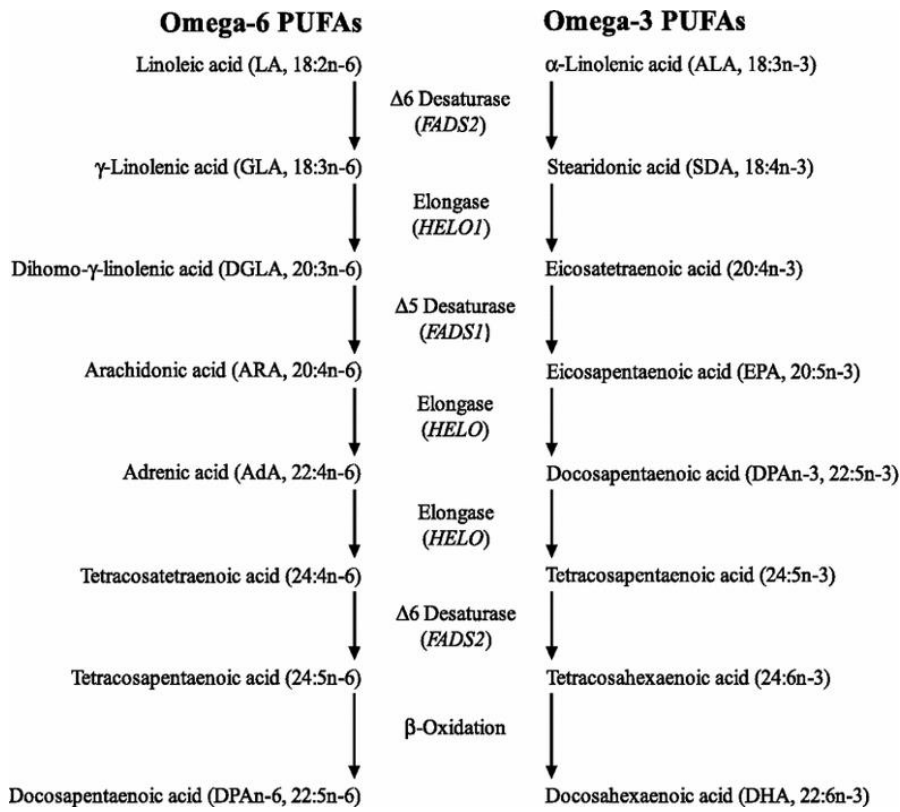 Omega-6 PUFAs
Omega-3 PUFAs
Linoleic acid (LA, 18:2n-6)
α-Linolenic acid (ALA, 18:3n-3)
Δ6 Desaturase
(FADS2)
γ-Linolenic acid (GLA, 18:3n-6)
Stearidonic acid (SDA, 18:4n-3)
Elongase
(HELO1)
Dihomo-γ-linolenic acid (DGLA, 20:3n-6)
Eicosatetraenoic acid (20:4n-3)
Δ5 Desaturase
(FADS1)
Arachidonic acid (ARA, 20:4n-6)
Eicosapentaenoic acid (EPA, 20:5n-3)
Elongase
(HELO)
Adrenic acid (AdA, 22:4n-6)
Docosapentaenoic acid (DPAn-3, 22:5n-3)
Elongase
(HELO)
Tetracosatetraenoic acid (24:4n-6)
Tetracosapentaenoic acid (24:5n-3)
Δ6 Desaturase
(FADS2)
Tetracosapentaenoic acid (24:5n-6)
Tetracosahexaenoic acid (24:6n-3)
β-Oxidation
Docosapentaenoic acid (DPAn-6, 22:5n-6)
Docosahexaenoic acid (DHA, 22:6n-3)